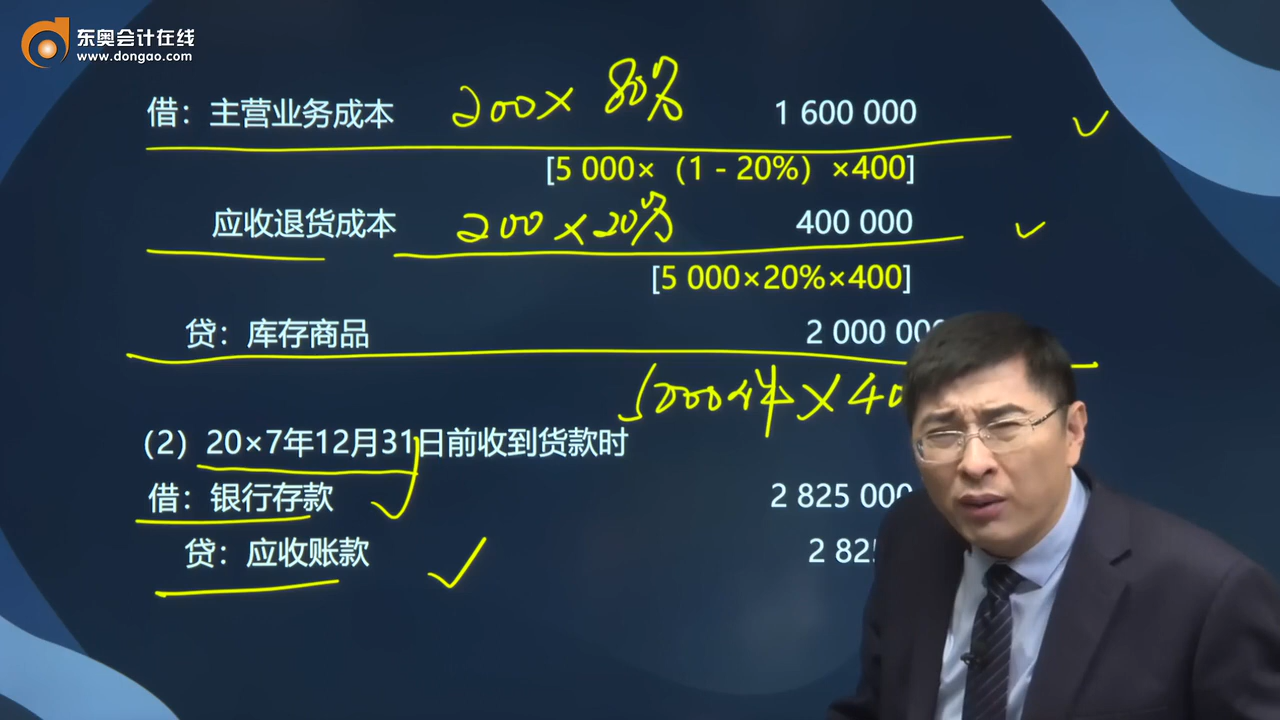 东奥会计在线
www.dongao.com
借：主营业务成本 200× 80% 1 600 000
[5 000×（1 - 20%）×400]
应收退货成本 200×20% 400 000
[5 000×20%×400]
贷：库存商品 2 000 000
5000件×40
（2）20×7年12月31日前收到货款时
借：银行存款 2 825 000
贷：应收账款 2 825